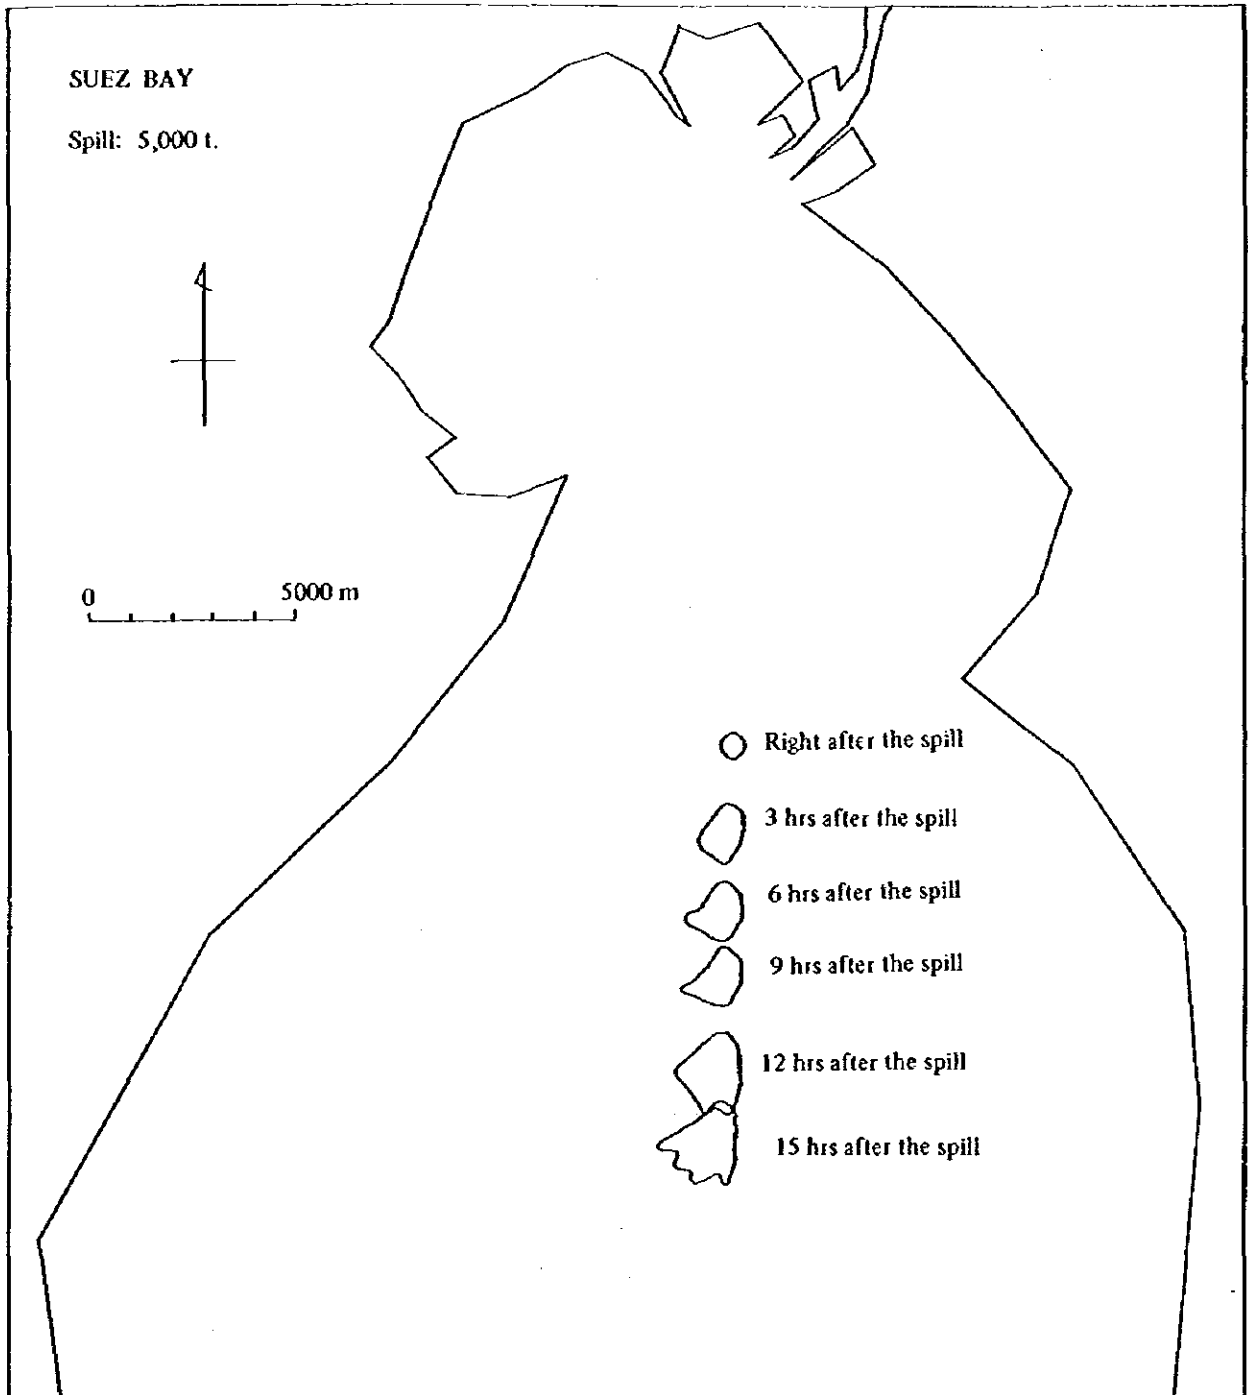 SUEZ BAY
Spill: 5,000 t.
0 5000 m
Right after the spill
3 hrs after the spill
6 hrs after the spill
9 hrs after the spill
12 hrs after the spill
15 hrs after the spill